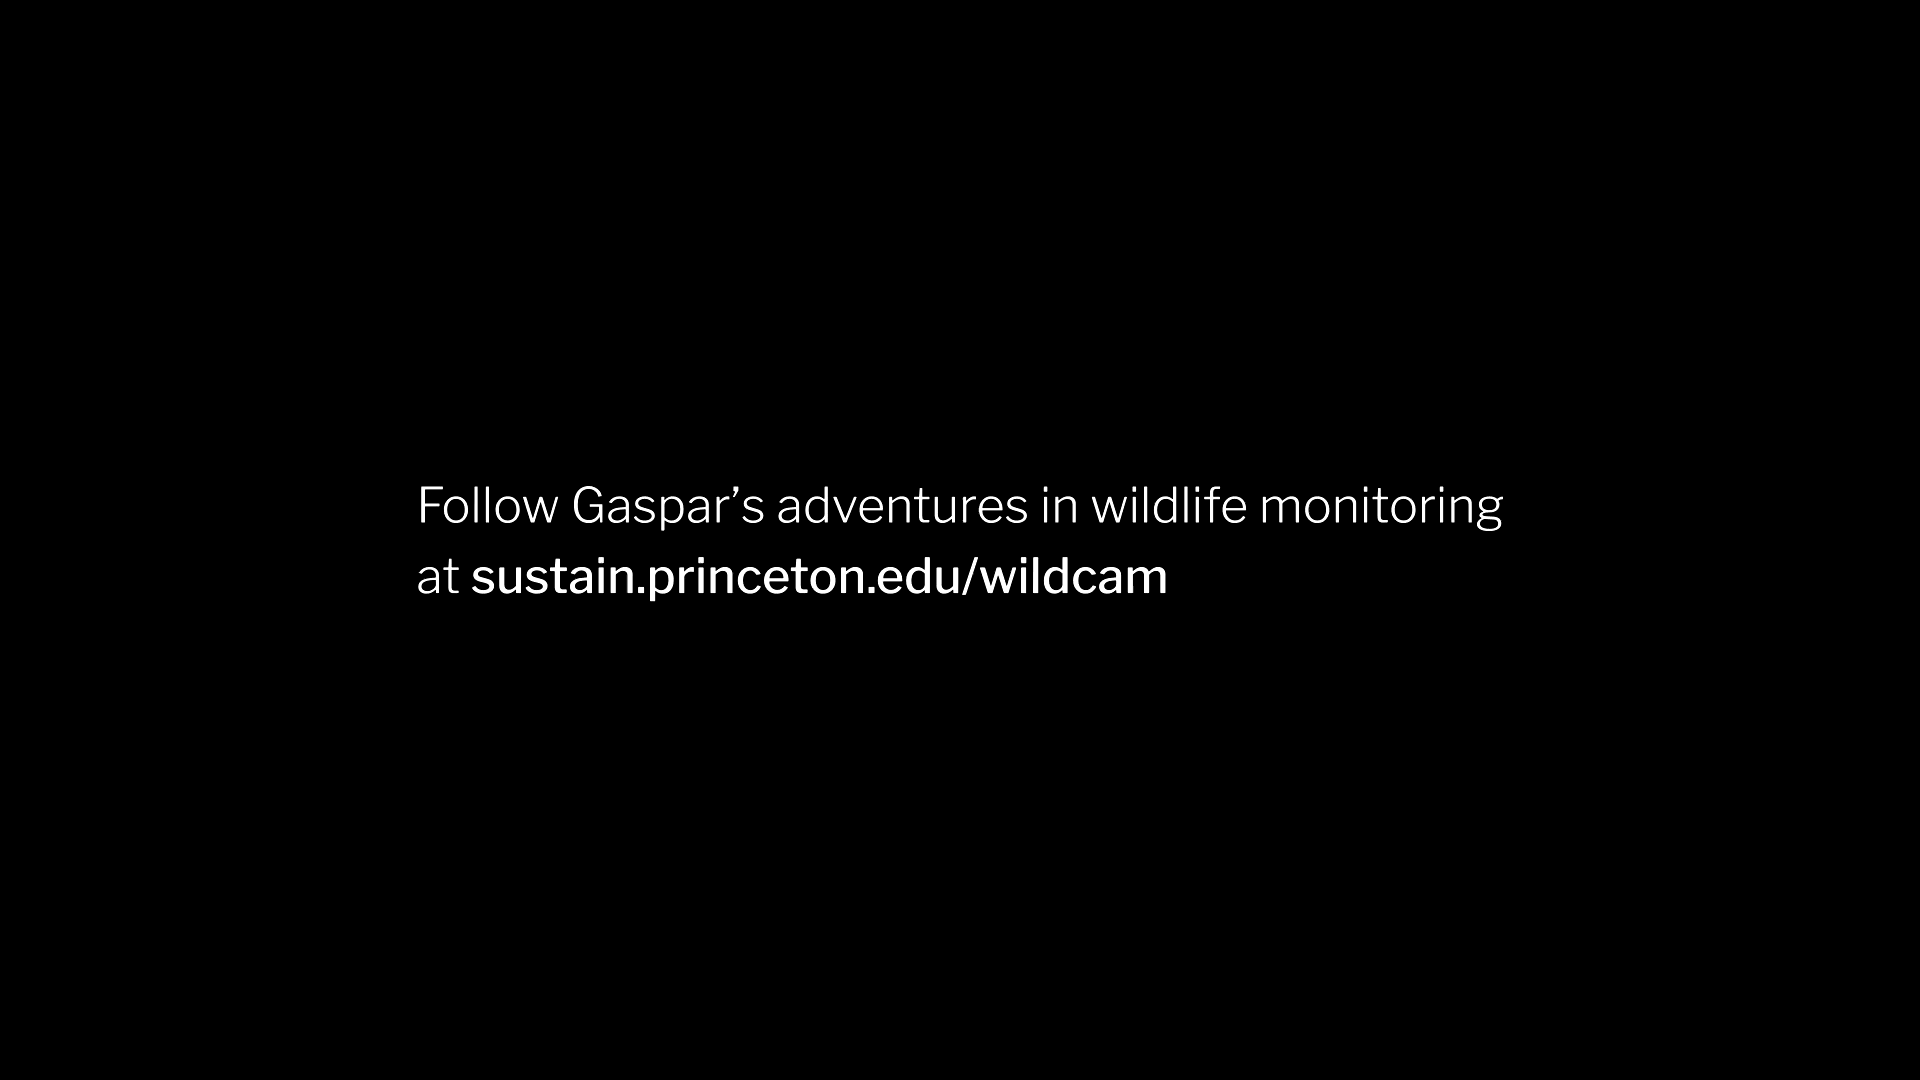 Follow Gaspar’s adventures in wildlife monitoring
at sustain.princeton.edu/wildcam